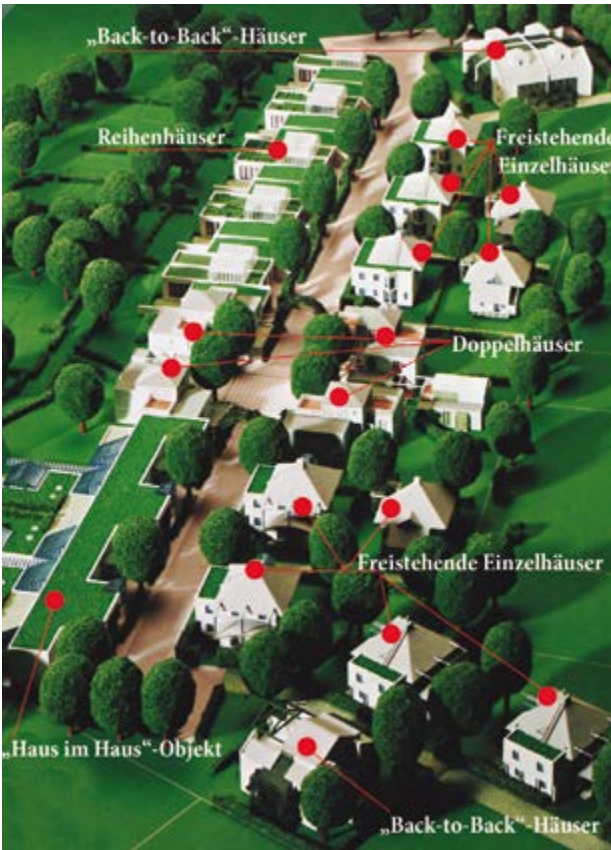 „Back-to-Back“-Häuser
Reihenhäuser
Freistehende
Einzelhäuser
Doppelhäuser
Freistehende Einzelhäuser
„Haus im Haus“-Objekt
„Back-to-Back“-Häuser